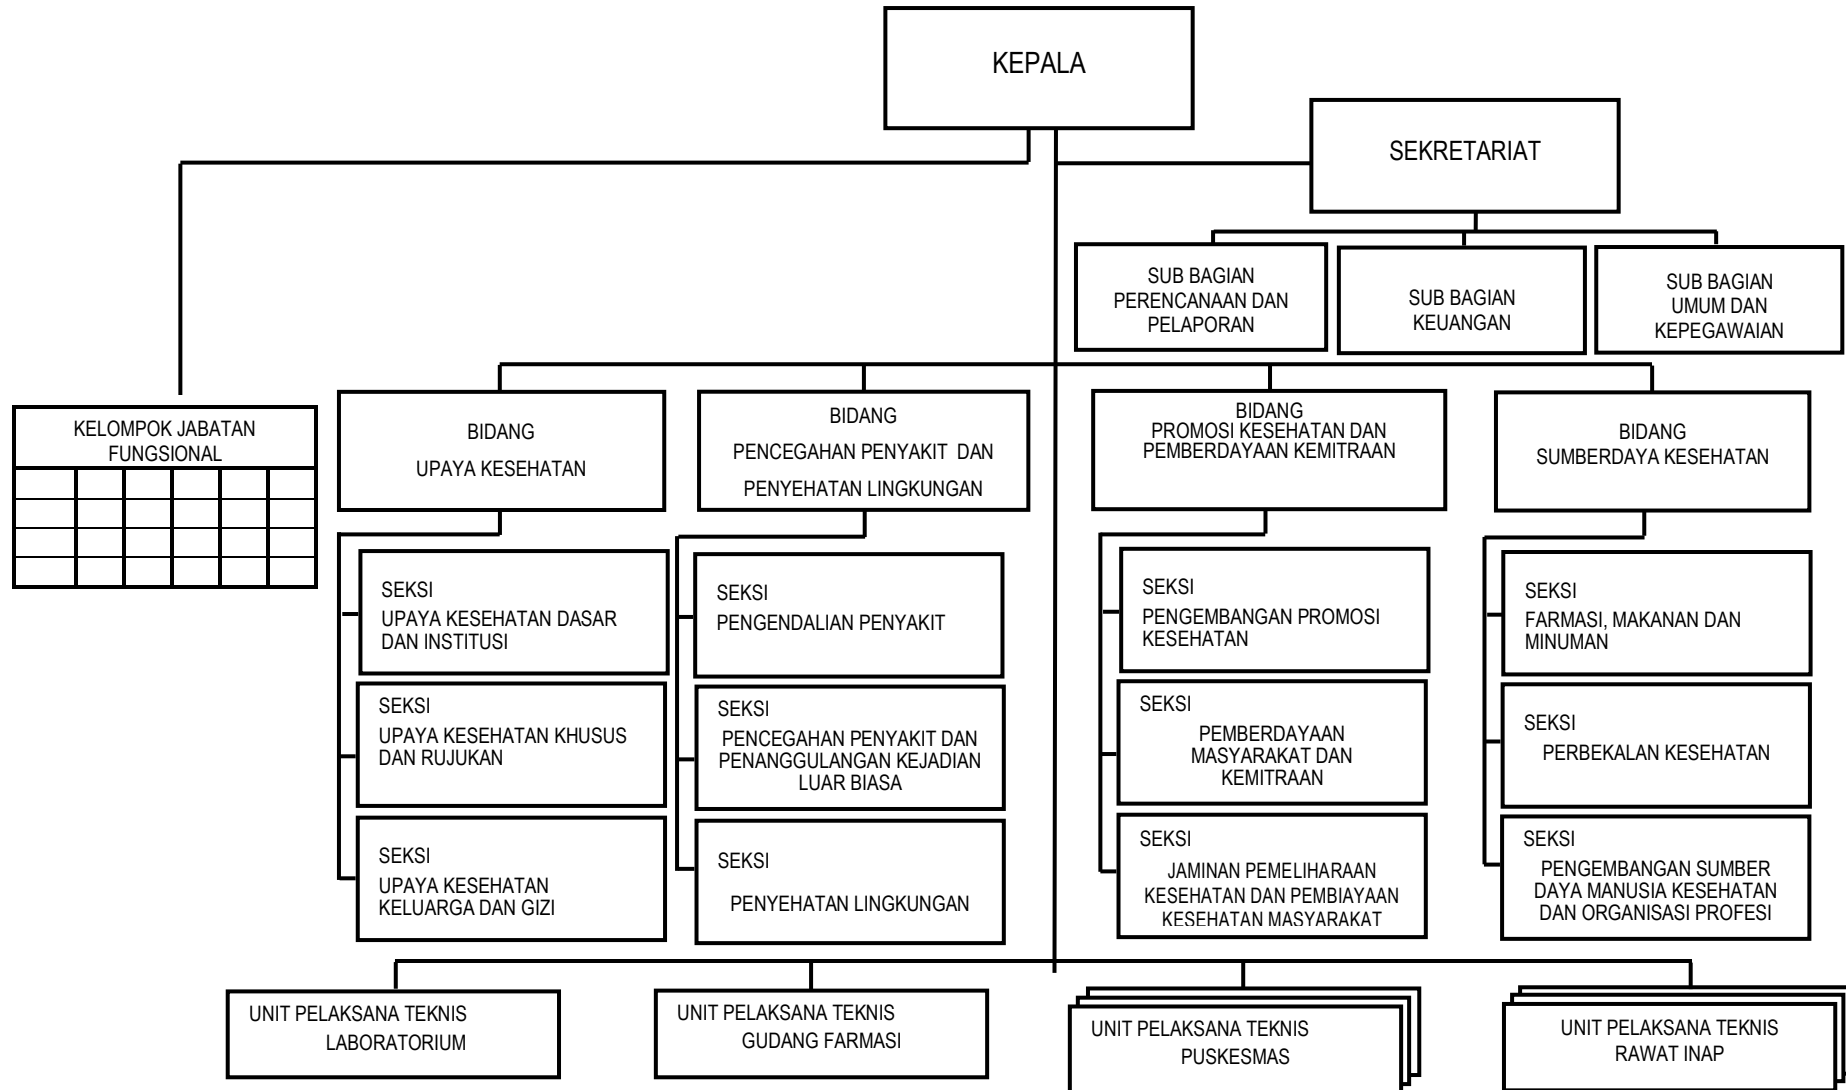 KEPALA
SEKRETARIAT
SUB BAGIAN
PERENCANAAN DAN
PELAPORAN
SUB BAGIAN
KEUANGAN
SUB BAGIAN
UMUM DAN
KEPEGAWAIAN
KELOMPOK JABATAN
FUNGSIONAL
BIDANG
UPAYA KESEHATAN
BIDANG
PENCEGAHAN PENYAKIT DAN
PENYEHATAN LINGKUNGAN
BIDANG
PROMOSI KESEHATAN DAN
PEMBERDAYAAN KEMITRAAN
BIDANG
SUMBERDAYA KESEHATAN
SEKSI
UPAYA KESEHATAN DASAR
DAN INSTITUSI
SEKSI
UPAYA KESEHATAN KHUSUS
DAN RUJUKAN
SEKSI
UPAYA KESEHATAN
KELUARGA DAN GIZI
SEKSI
PENGENDALIAN PENYAKIT
SEKSI
PENCEGAHAN PENYAKIT DAN
PENANGGULANGAN KEJADIAN
LUAR BIASA
SEKSI
PENYEHATAN LINGKUNGAN
SEKSI
PENGEMBANGAN PROMOSI
KESEHATAN
SEKSI
PEMBERDAYAAN
MASYARAKAT DAN
KEMITRAAN
SEKSI
JAMINAN PEMELIHARAAN
KESEHATAN DAN PEMBIAYAAN
KESEHATAN MASYARAKAT
SEKSI
FARMASI, MAKANAN DAN
MINUMAN
SEKSI
PERBEKALAN KESEHATAN
SEKSI
PENGEMBANGAN SUMBER
DAYA MANUSIA KESEHATAN
DAN ORGANISASI PROFESI
UNIT PELAKSANA TEKNIS
LABORATORIUM
UNIT PELAKSANA TEKNIS
GUDANG FARMASI
UNIT PELAKSANA TEKNIS
PUSKESMAS
UNIT PELAKSANA TEKNIS
RAWAT INAP